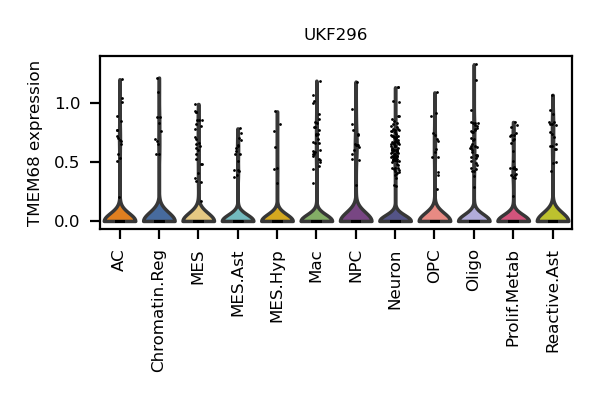 UKF296
TMEM68 expression
1.0
0.5
0.0
AC
Chromatin.Reg
MES
MES.Ast
MES.Hyp
Mac
NPC
Neuron
OPC
Oligo
Prolif.Metab
Reactive.Ast